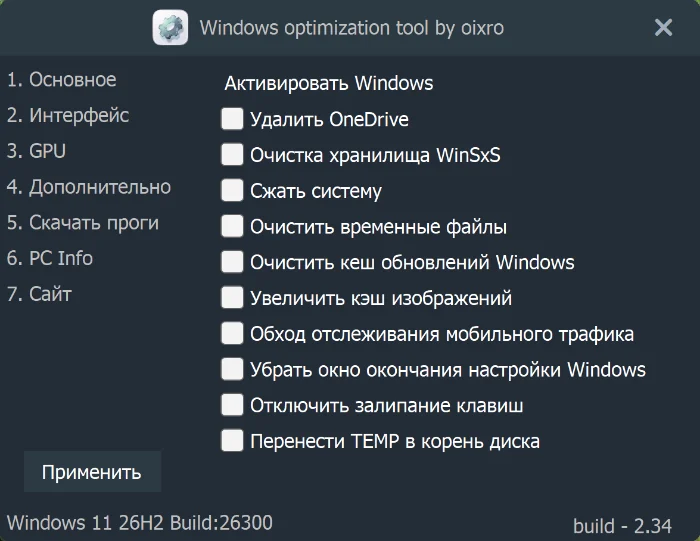 Windows optimization tool by oixro
1. Основное
2. Интерфейс
3. GPU
4. Дополнительно
5. Скачать проги
6. PC Info
7. Сайт
Активировать Windows
Удалить OneDrive
Очистка хранилища WinSxS
Сжать систему
Очистить временные файлы
Очистить кеш обновлений Windows
Увеличить кэш изображений
Обход отслеживания мобильного трафика
Убрать окно окончания настройки Windows
Отключить залипание клавиш
Перенести TEMP в корень диска
Применить
Windows 11 26H2 Build:26300
build - 2.34